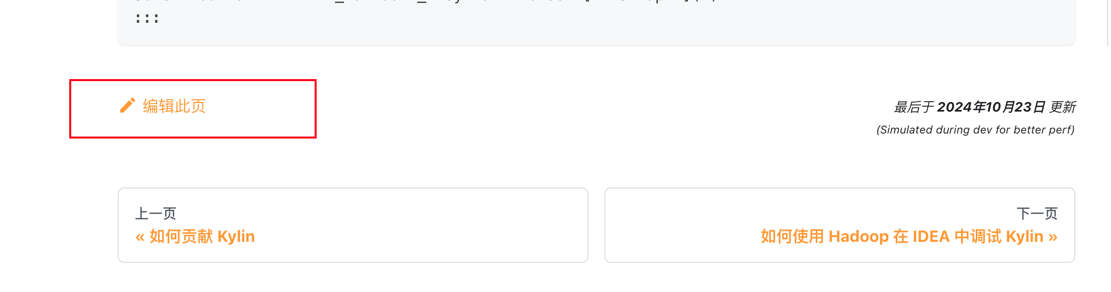 :::
编辑此页
最后于 2024年10月23日 更新
(Simulated during dev for better perf)
上一页
« 如何贡献 Kylin
下一页
如何使用 Hadoop 在 IDEA 中调试 Kylin »